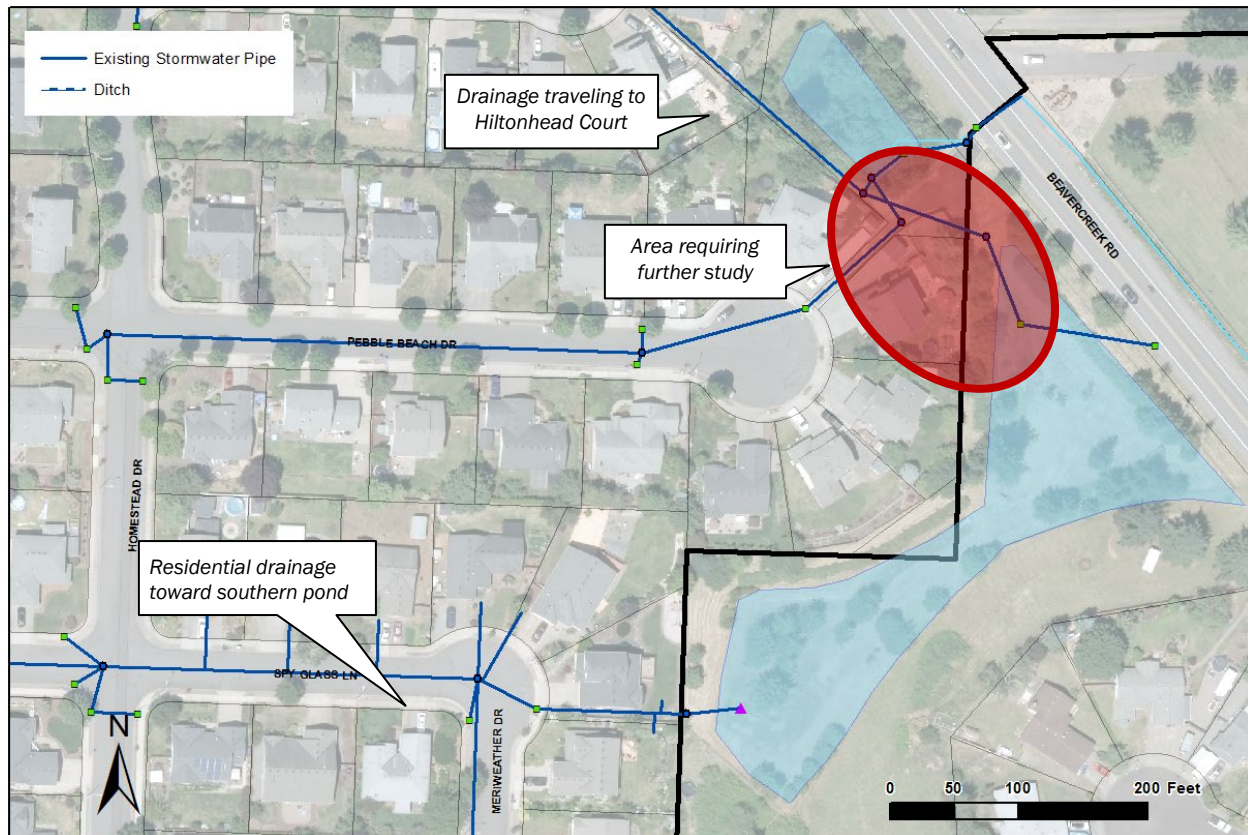 Existing Stormwater Pipe
Ditch
Drainage traveling to
Hiltonhead Court
Area requiring
further study
BEAVERCREEK RD
PEBBLE BEACH DR
HOMESTEAD DR
Residential drainage
toward southern pond
SPY GLASS LN
MERIWEATHER DR
N
0 50 100 200 Feet